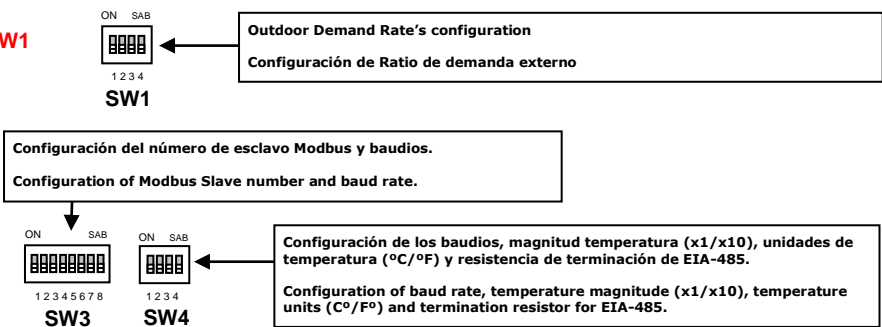 ON SAB
W1
1 2 3 4
SW1
Outdoor Demand Rate's configuration
Configuración de Ratio de demanda externo
Configuración del número de esclavo Modbus y baudios.
Configuration of Modbus Slave number and baud rate.
ON SAB
1 2 3 4 5 6 7 8
SW3
ON SAB
1 2 3 4
SW4
Configuración de los baudios, magnitud temperatura (x1/x10), unidades de
temperatura (ºC/ºF) y resistencia de terminación de EIA-485.
Configuration of baud rate, temperature magnitude (x1/x10), temperature
units (Cº/Fº) and termination resistor for EIA-485.